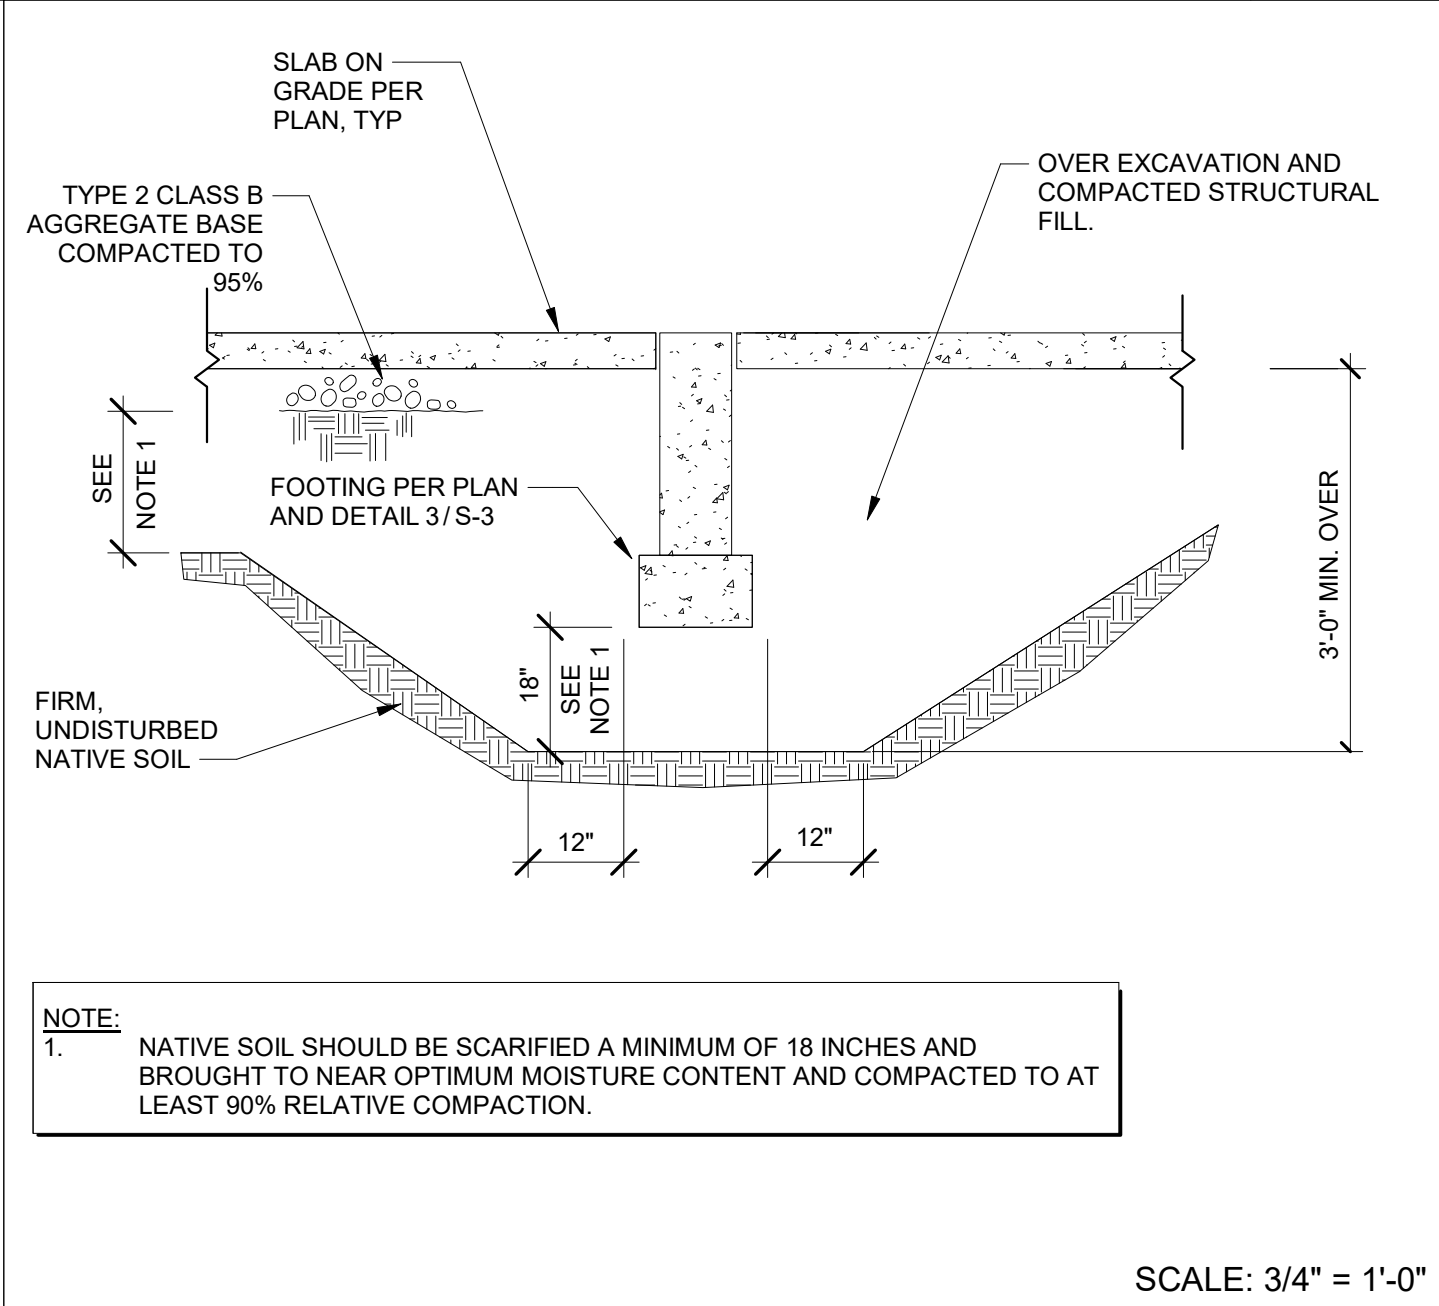 SLAB ON
GRADE PER
PLAN, TYP
TYPE 2 CLASS B
AGGREGATE BASE
COMPACTED TO
95%
OVER EXCAVATION AND
COMPACTED STRUCTURAL
FILL.
SEE
NOTE 1
FOOTING PER PLAN
AND DETAIL 3/S-3
3'-0" MIN. OVER
18"
SEE
NOTE 1
FIRM,
UNDISTURBED
NATIVE SOIL
12"
12"
NOTE:
1. NATIVE SOIL SHOULD BE SCARIFIED A MINIMUM OF 18 INCHES AND
BROUGHT TO NEAR OPTIMUM MOISTURE CONTENT AND COMPACTED TO AT
LEAST 90% RELATIVE COMPACTION.
SCALE: 3/4" = 1'-0"